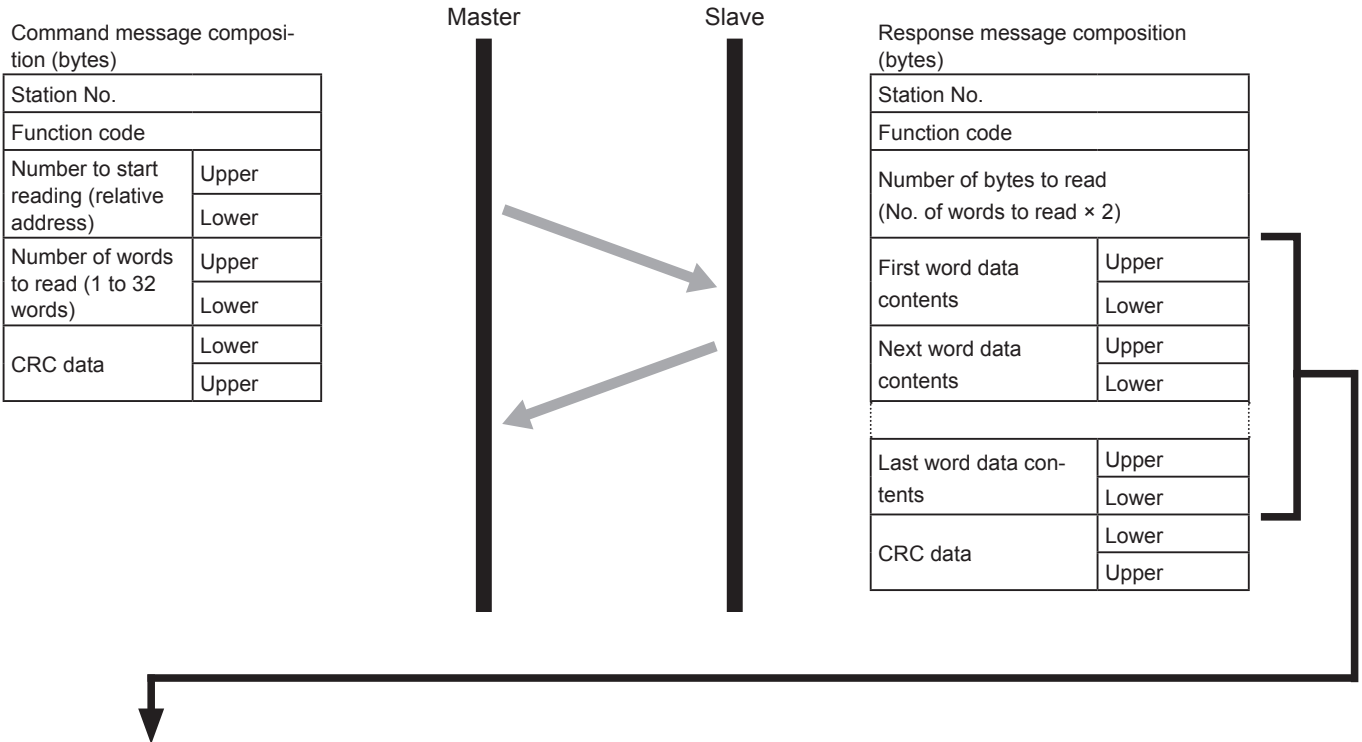 Command message composi-
tion (bytes)
Station No.
Function code
Number to start
reading (relative
address)
Upper
Lower
Number of words
to read (1 to 32
words)
Upper
Lower
CRC data
Lower
Upper
Master
Slave
Response message composition
(bytes)
Station No.
Function code
Number of bytes to read
(No. of words to read × 2)
First word data
contents
Upper
Lower
Next word data
contents
Upper
Lower
Last word data con-
tents
Upper
Lower
CRC data
Lower
Upper